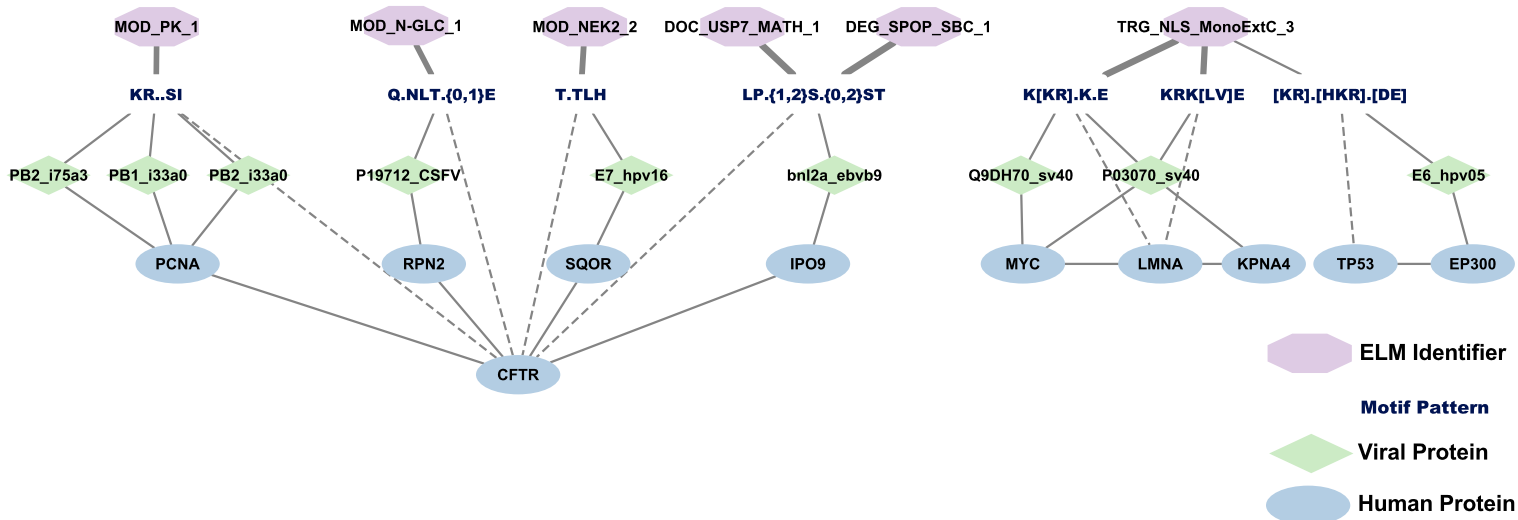 MOD_PK_1
MOD_N-GLC_1
MOD_NEK2_2
DOC_USP7_MATH_1
DEG_SPOP_SBC_1
TRG_NLS_MonoExtC_3
KR..SI
Q.NLT.{0,1}E
T.TLH
LP.{1,2}S.{0,2}ST
K[KR].K.E
KRK[LV]E
[KR].[HKR].[DE]
PB2_i75a3
PB1_i33a0
PB2_i33a0
P19712_CSFV
E7_hpv16
bnl2a_ebvb9
Q9DH70_sv40
P03070_sv40
E6_hpv05
PCNA
RPN2
SQOR
IPO9
MYC
LMNA
KPNA4
TP53
EP300
CFTR
ELM Identifier
Motif Pattern
Viral Protein
Human Protein